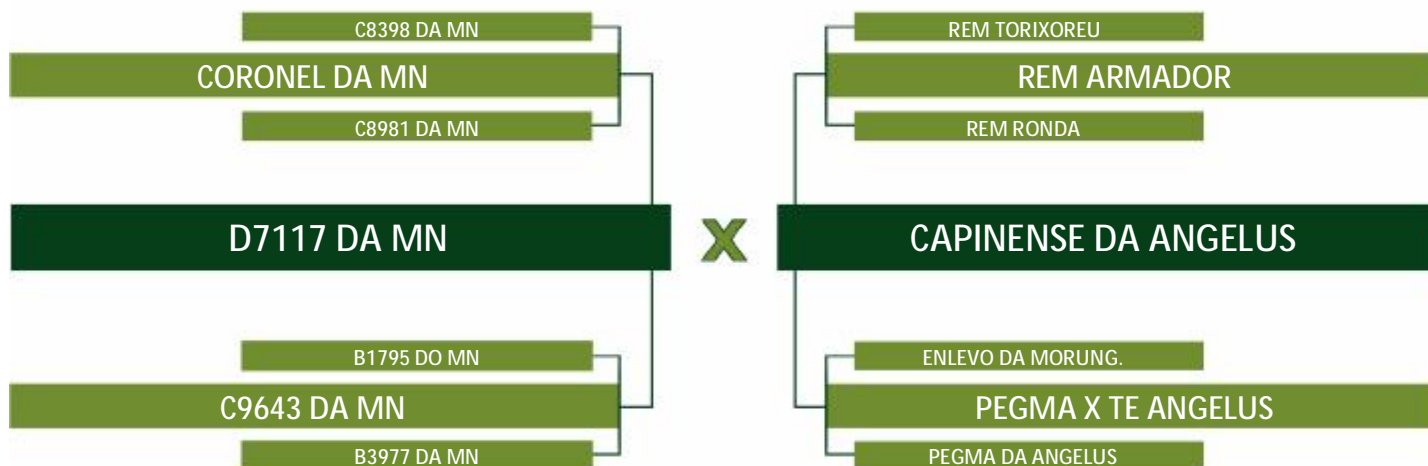 C8398 DA MN
CORONEL DA MN
C8981 DA MN
D7117 DA MN
B1795 DO MN
C9643 DA MN
B3977 DA MN
X
REM TORIXOREU
REM ARMADOR
REM RONDA
CAPINENSE DA ANGELUS
ENLEVO DA MORUNG.
PEGMA X TE ANGELUS
PEGMA DA ANGELUS